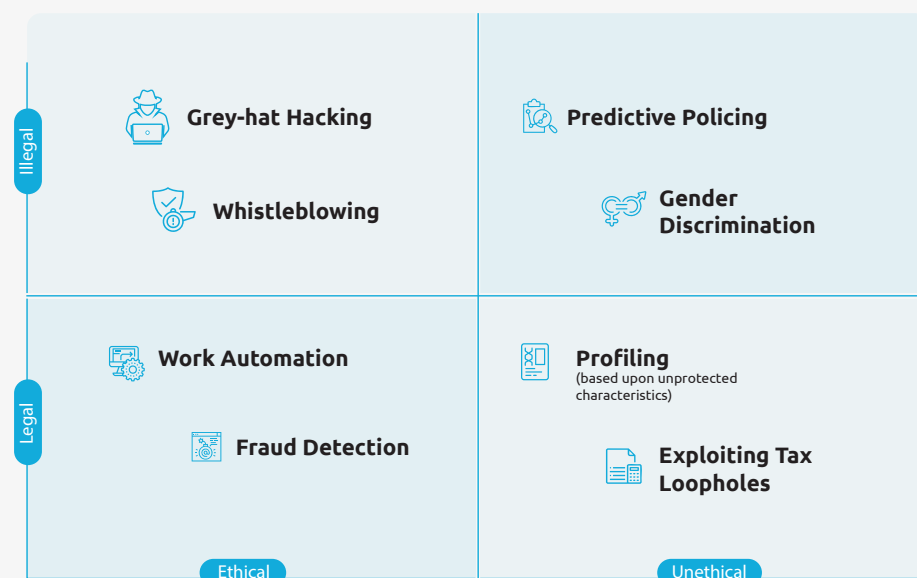 Illegal
Grey-hat Hacking
Whistleblowing
Predictive Policing
Gender
Discrimination
Legal
Work Automation
Fraud Detection
Profiling
(based upon unprotected
characteristics)
Exploiting Tax
Loopholes
Ethical
Unethical